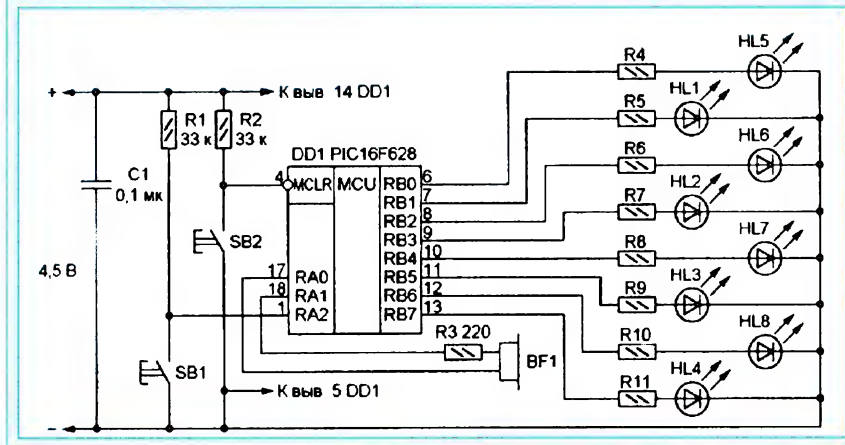 +
К выв 14 DD1
R1
33 к
R2
33 к
C1
0,1 мк
4,5 В
SB2
SB1
DD1 PIC16F628
4
MCLR
MCU
17
RA0
18
RA1
1
RA2
RB0
6
RB1
7
RB2
8
RB3
9
RB4
10
RB5
11
RB6
12
RB7
13
R3 220
BF1
К выв 5 DD1
–
R4
HL5
R5
HL1
R6
HL6
R7
HL2
R8
HL7
R9
HL3
R10
HL8
R11
HL4